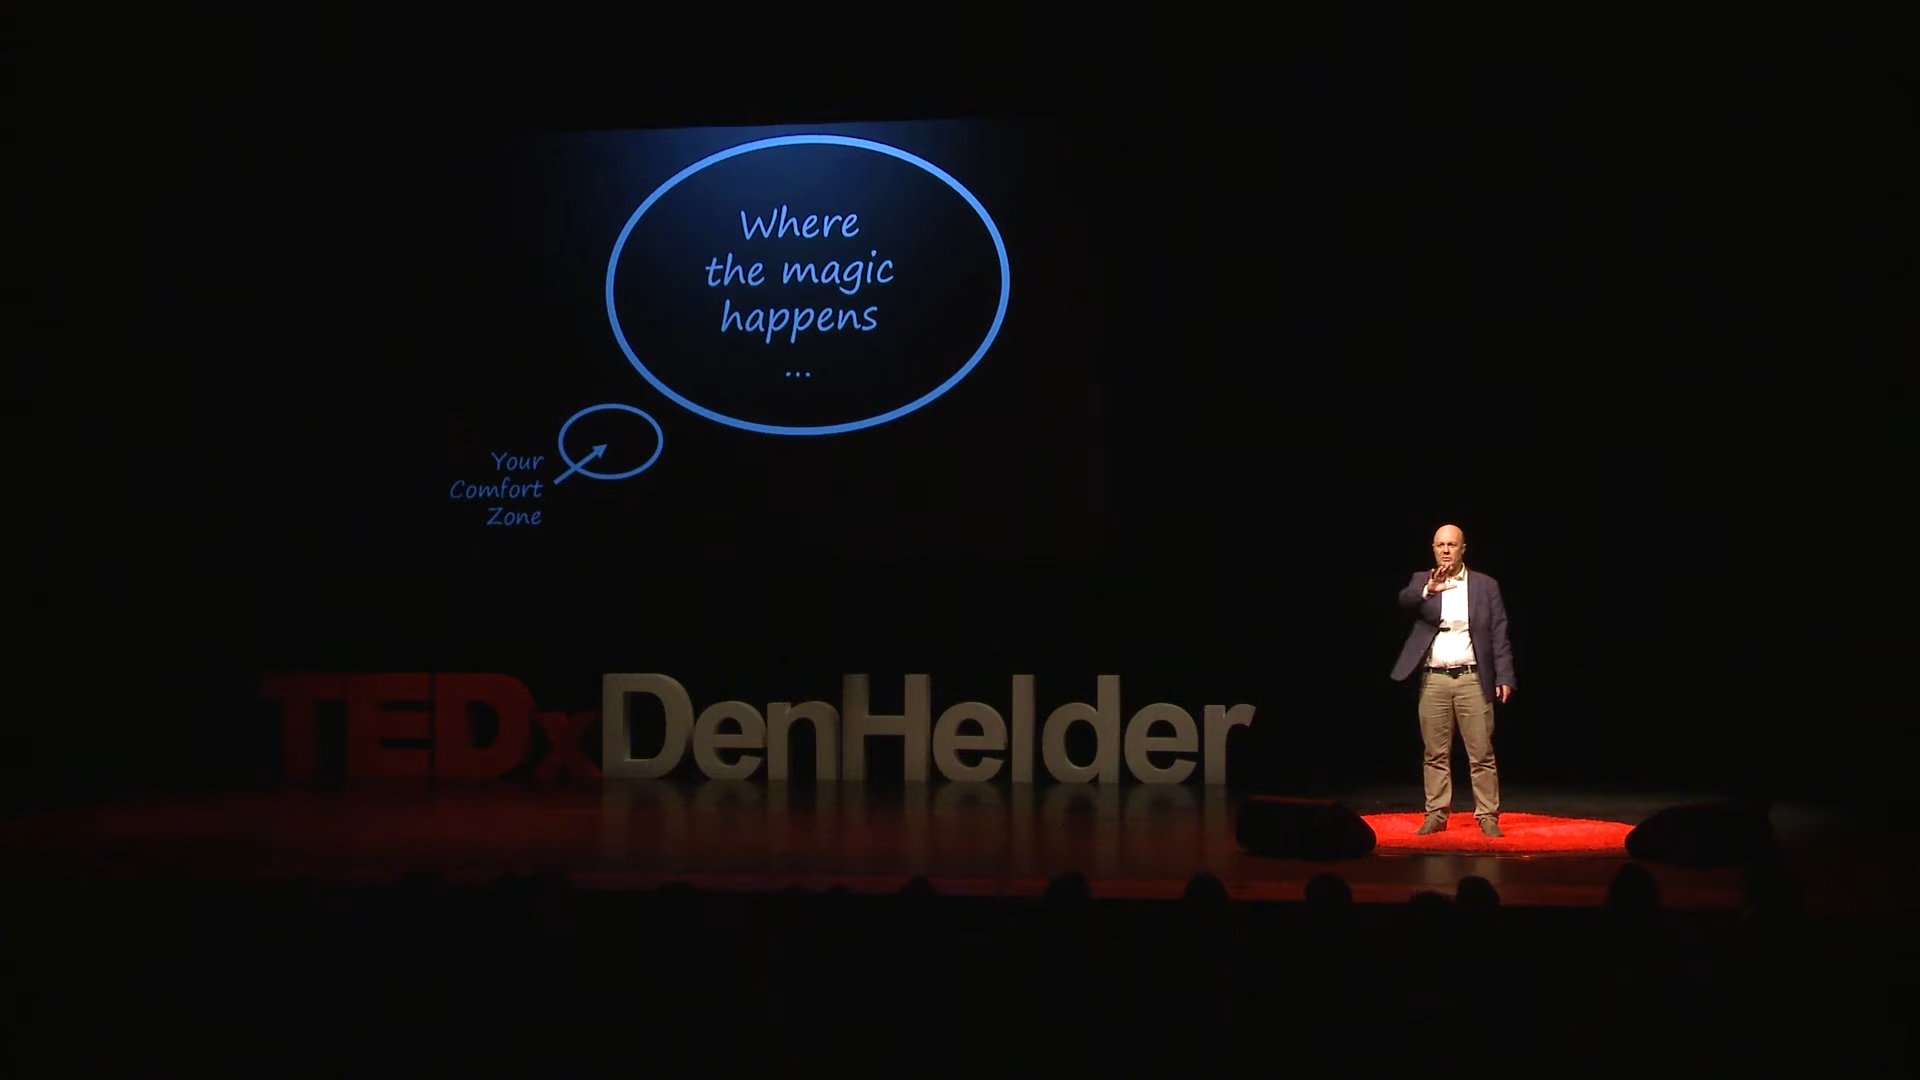 Where
the magic
happens
...
Your
Comfort
Zone
TEDxDenHelder